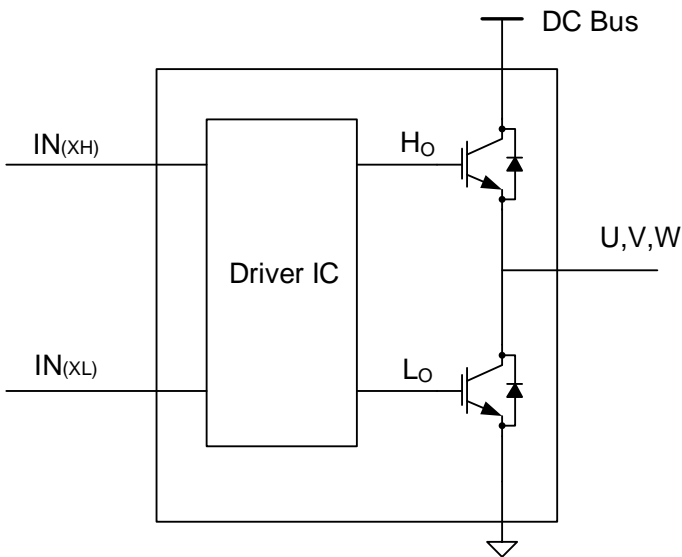 DC Bus
IN(XH)
HO
U,V,W
Driver IC
IN(XL)
LO